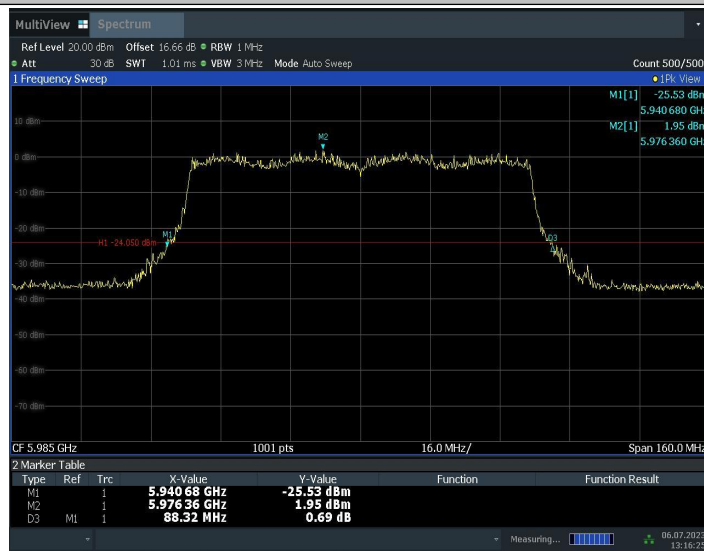 MultiView Spectrum
Ref Level 20.00 dBm Offset 16.66 dB RBW 1 MHz
Att 30 dB SWT 1.01 ms VBW 3 MHz Mode Auto Sweep Count 500/500
1 Frequency Sweep 1Pk View
M1[1] -25.53 dBm
5.940 680 GHz
M2[1] 1.95 dBm
5.976 360 GHz
10 dBm
M2
0 dBm
-10 dBm
-20 dBm
M1
D3
H1 -24.050 dBm
-30 dBm
-40 dBm
-50 dBm
-60 dBm
-70 dBm
CF 5.985 GHz 1001 pts 16.0 MHz/ Span 160.0 MHz
2 Marker Table
Type Ref Trc X-Value Y-Value Function Function Result
M1 1 5.940 68 GHz -25.53 dBm
M2 1 5.976 36 GHz 1.95 dBm
D3 M1 1 88.32 MHz 0.69 dB
Measuring... 06.07.2023
13:16:25